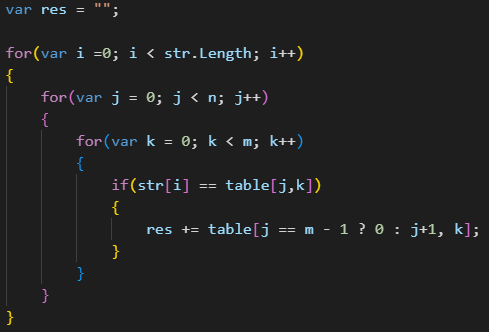 var res = "";
for(var i =0; i < str.Length; i++)
{
for(var j = 0; j < n; j++)
{
for(var k = 0; k < m; k++)
{
if(str[i] == table[j,k])
{
res += table[j == m - 1 ? 0 : j+1, k];
}
}
}
}